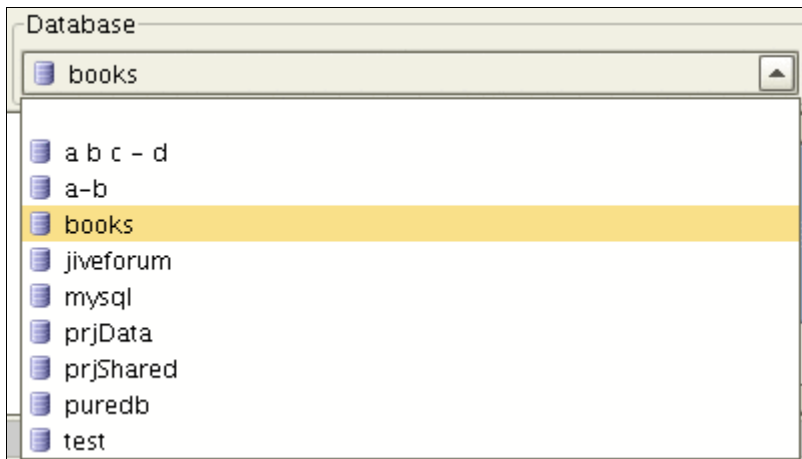 Database
books
a b c - d
a-b
books
jiveforum
mysql
prjData
prjShared
puredb
test